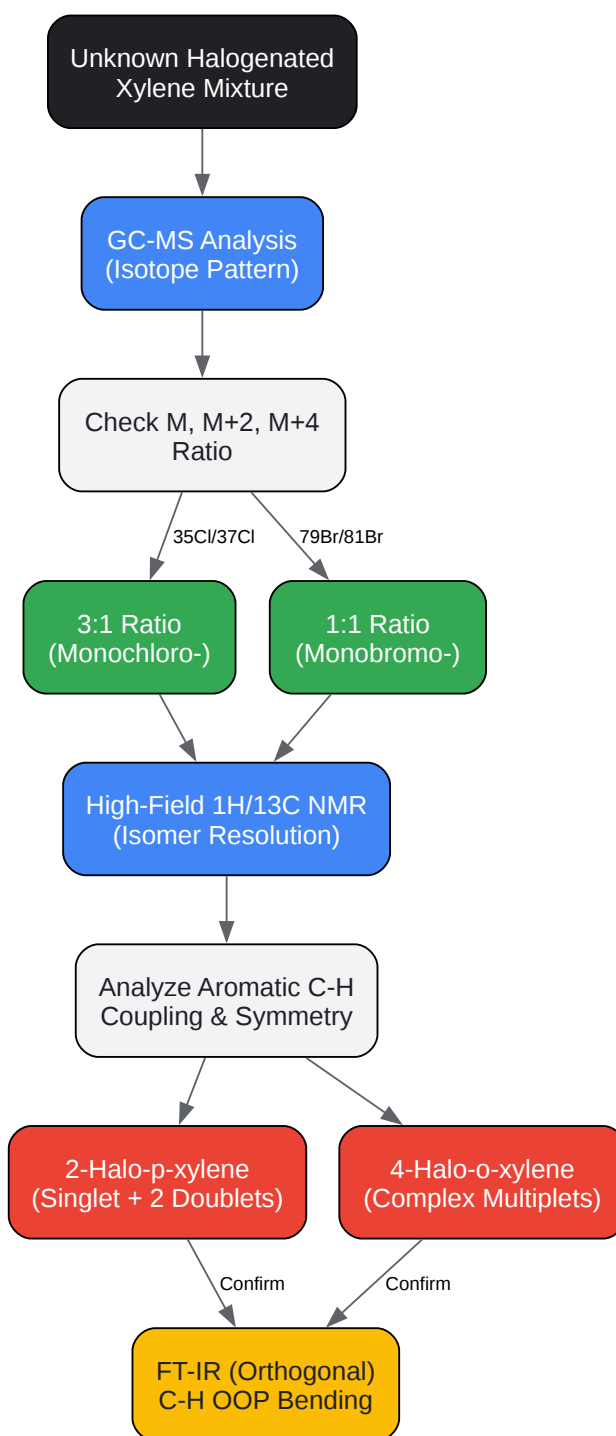 Unknown Halogenated
Xylene Mixture
GC-MS Analysis
(Isotope Pattern)
Check M, M+2, M+4
Ratio
35Cl/37Cl
79Br/81Br
3:1 Ratio
(Monochloro-)
1:1 Ratio
(Monobromo-)
High-Field 1H/13C NMR
(Isomer Resolution)
Analyze Aromatic C-H
Coupling & Symmetry
2-Halo-p-xylene
(Singlet + 2 Doublets)
4-Halo-o-xylene
(Complex Multiplets)
Confirm
Confirm
FT-IR (Orthogonal)
C-H OOP Bending